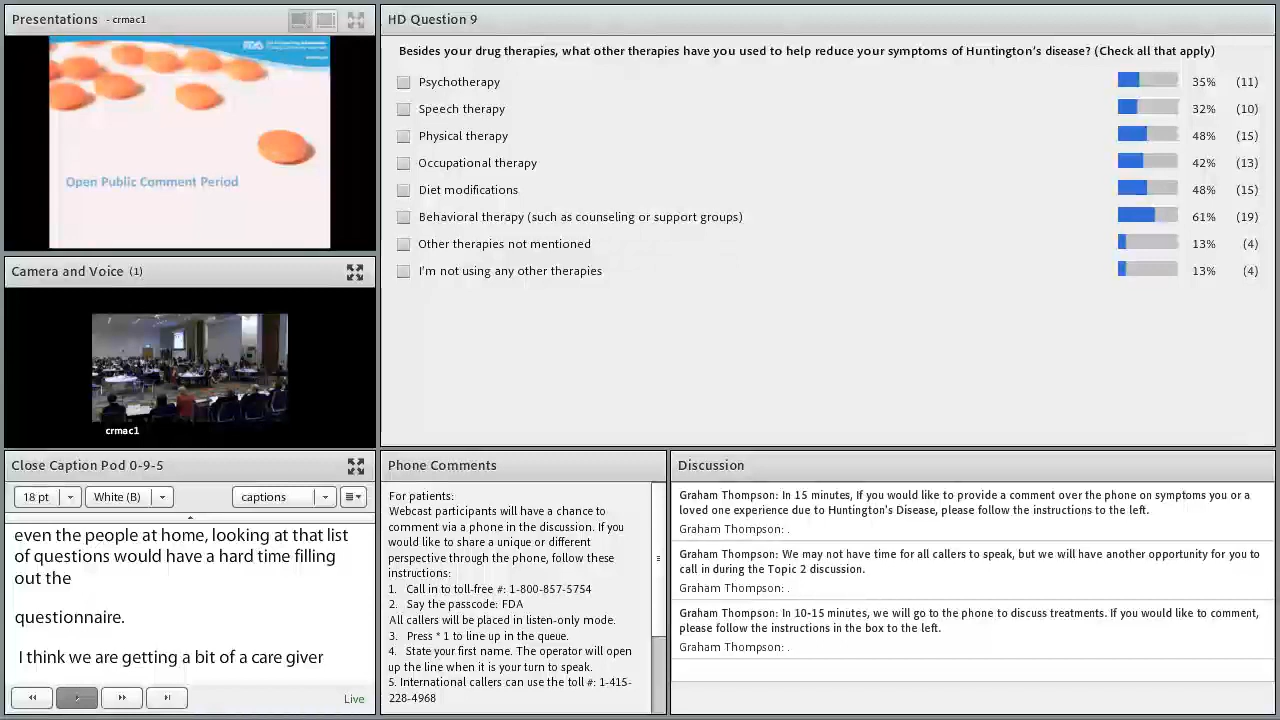 Presentations - crmac1
FDA
Open Public Comment Period
Camera and Voice (1)
crmac1
Close Caption Pod 0-9-5
18 pt
White (B)
captions
even the people at home, looking at that list
of questions would have a hard time filling
out the
questionnaire.
I think we are getting a bit of a care giver
Live
HD Question 9
Besides your drug therapies, what other therapies have you used to help reduce your symptoms of Huntington's disease? (Check all that apply)
Psychotherapy 35% (11)
Speech therapy 32% (10)
Physical therapy 48% (15)
Occupational therapy 42% (13)
Diet modifications 48% (15)
Behavioral therapy (such as counseling or support groups) 61% (19)
Other therapies not mentioned 13% (4)
I'm not using any other therapies 13% (4)
Phone Comments
For patients:
Webcast participants will have a chance to
comment via a phone in the discussion. If you
would like to share a unique or different
perspective through the phone, follow these
instructions:
1. Call in to toll-free #: 1-800-857-5754
2. Say the passcode: FDA
All callers will be placed in listen-only mode.
3. Press * 1 to line up in the queue.
4. State your first name. The operator will open
up the line when it is your turn to speak.
5. International callers can use the toll #: 1-415-
228-4968
Discussion
Graham Thompson: In 15 minutes, If you would like to provide a comment over the phone on symptoms you or a
loved one experience due to Huntington's Disease, please follow the instructions to the left.
Graham Thompson: .
Graham Thompson: We may not have time for all callers to speak, but we will have another opportunity for you to
call in during the Topic 2 discussion.
Graham Thompson: .
Graham Thompson: In 10-15 minutes, we will go to the phone to discuss treatments. If you would like to comment,
please follow the instructions in the box to the left.
Graham Thompson: .